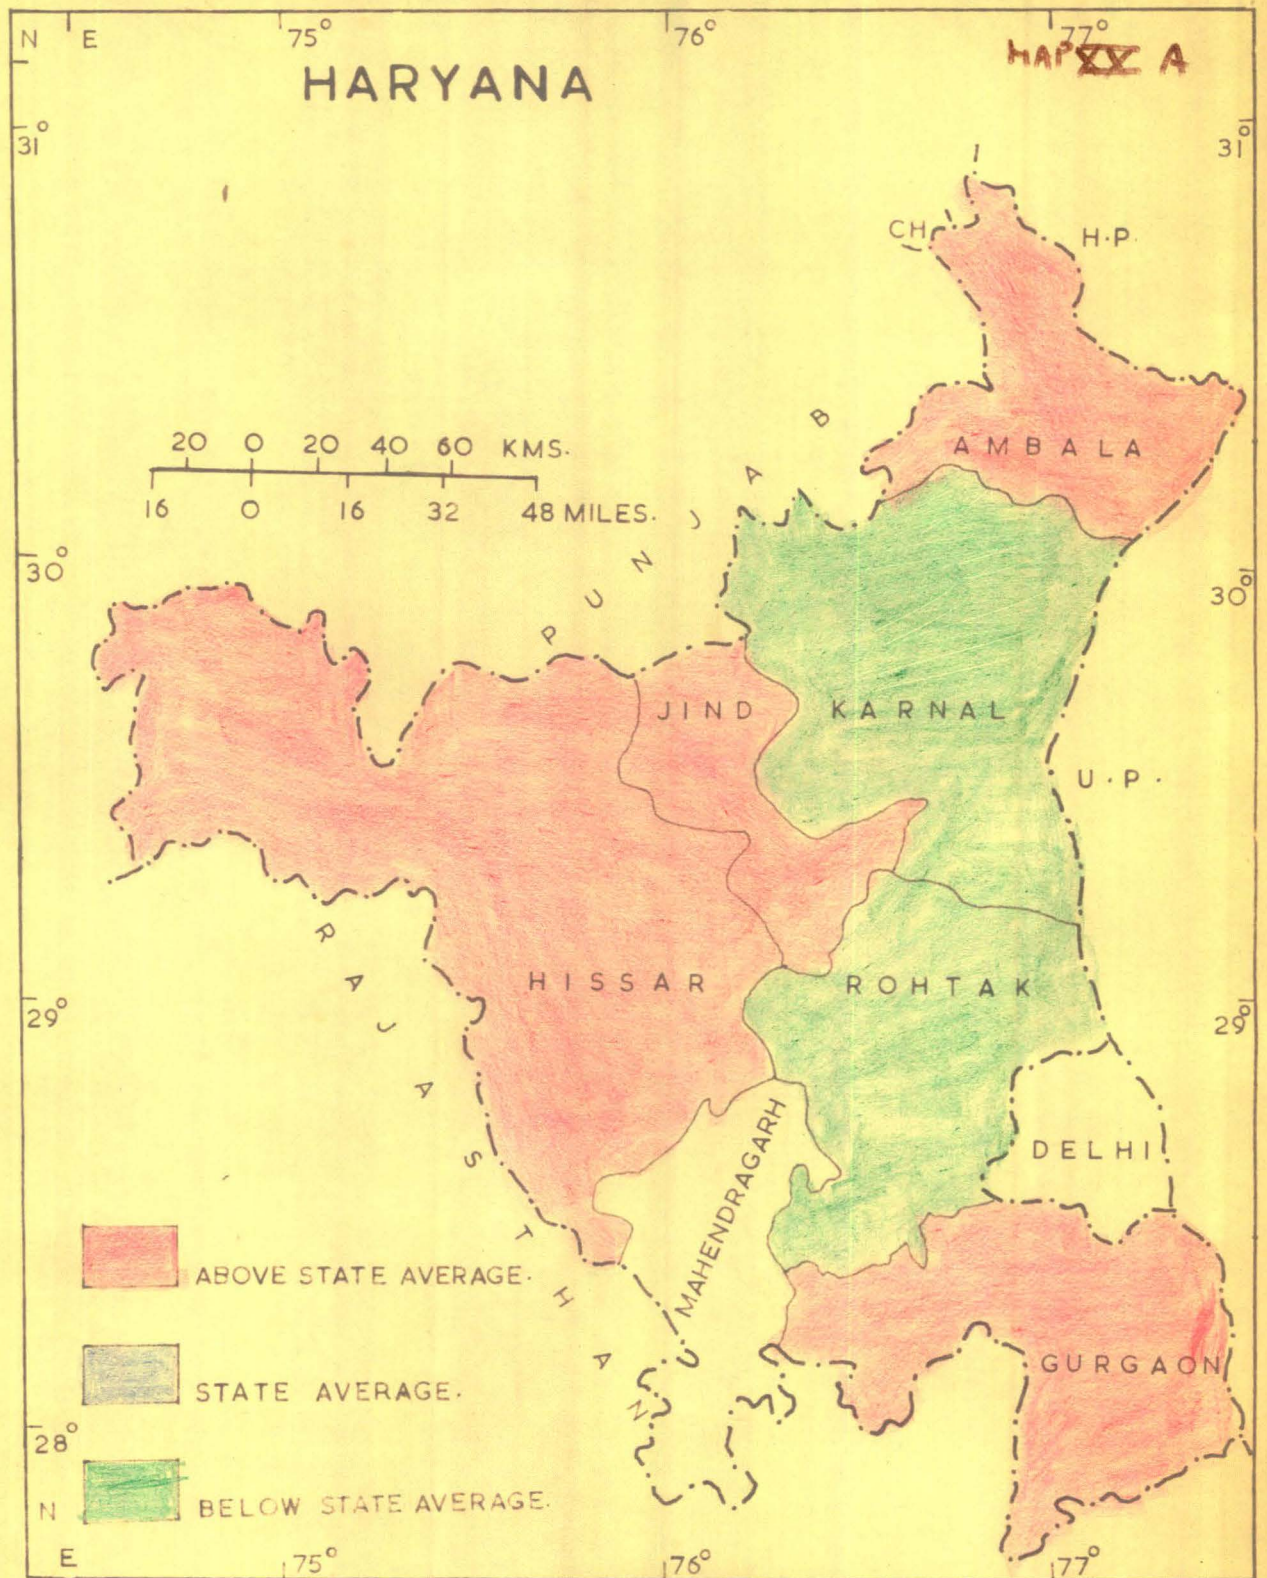 N E 75° 76° 77°
MAP XX A
HARYANA
31° 31°
CH. H.P.
20 0 20 40 60 KMS.
16 0 16 32 48 MILES.
PUNJAB
AMBALA
30° 30°
JIND KARNAL
U.P.
RAJASTHAN
HISSAR ROHTAK
29° 29°
MAHENDRAGARH
DELHI
ABOVE STATE AVERAGE.
GURGAON
STATE AVERAGE.
28°
N
BELOW STATE AVERAGE.
E 75° 76° 77°